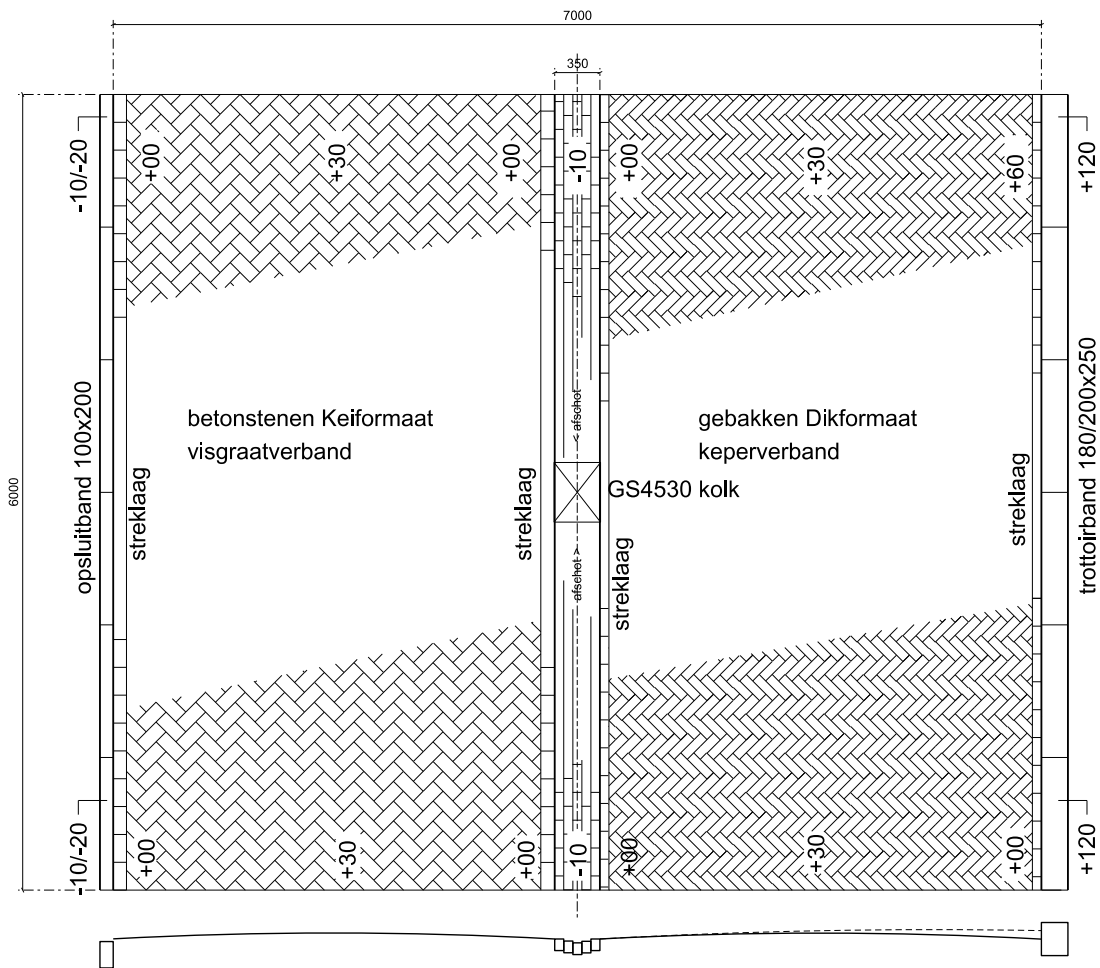 7000
350
-10/-20
+00
+30
+00
-10
+00
+30
+60
+120
6000
opsluitband 100x200
streklaag
betonstenen Keiformaat
visgraatverband
streklaag
< afschot
gebakken Dikformaat
keperverband
GS4530 kolk
afschot >
streklaag
streklaag
trottoirband 180/200x250
-10/-20
+00
+30
+00
-10
+00
+30
+00
+120